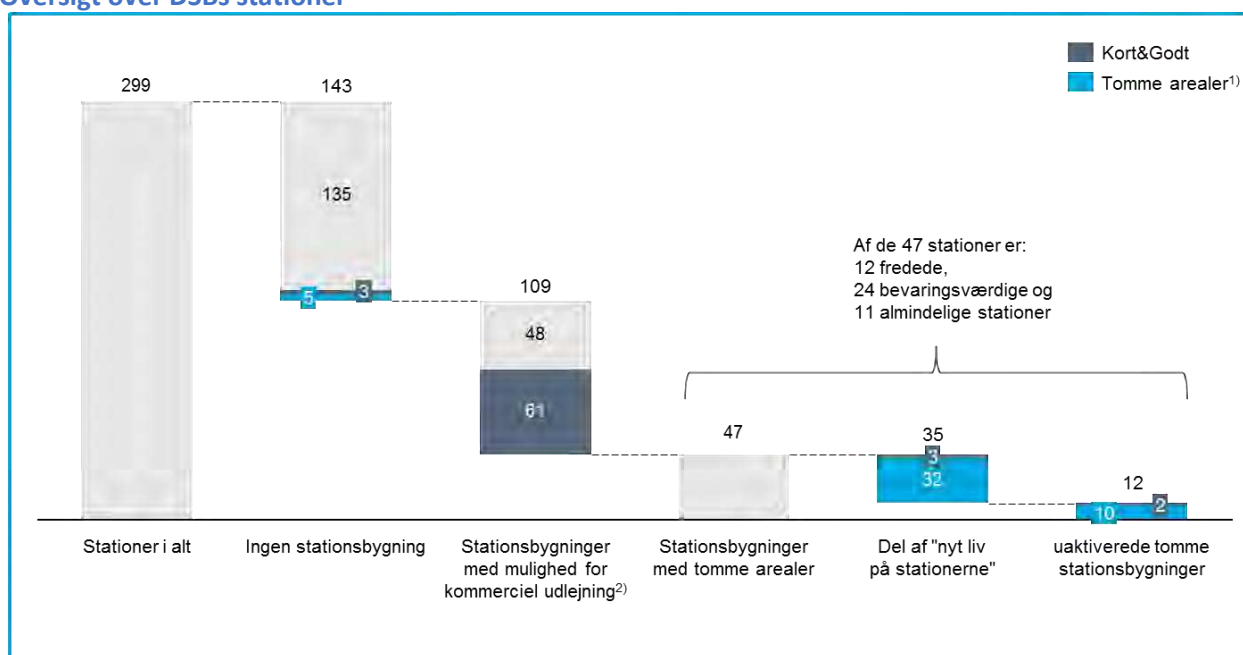 Oversigt over DSBs stationer
Kort&Godt
Tomme arealer1)
299
143
135
5
3
109
48
61
Af de 47 stationer er:
12 fredede,
24 bevaringsværdige og
11 almindelige stationer
47
35
3
32
12
10
2
Stationer i alt
Ingen stationsbygning
Stationsbygninger
med mulighed for
kommerciel udlejning2)
Stationsbygninger
med tomme arealer
Del af "nyt liv
på stationerne"
uaktiverede tomme
stationsbygninger